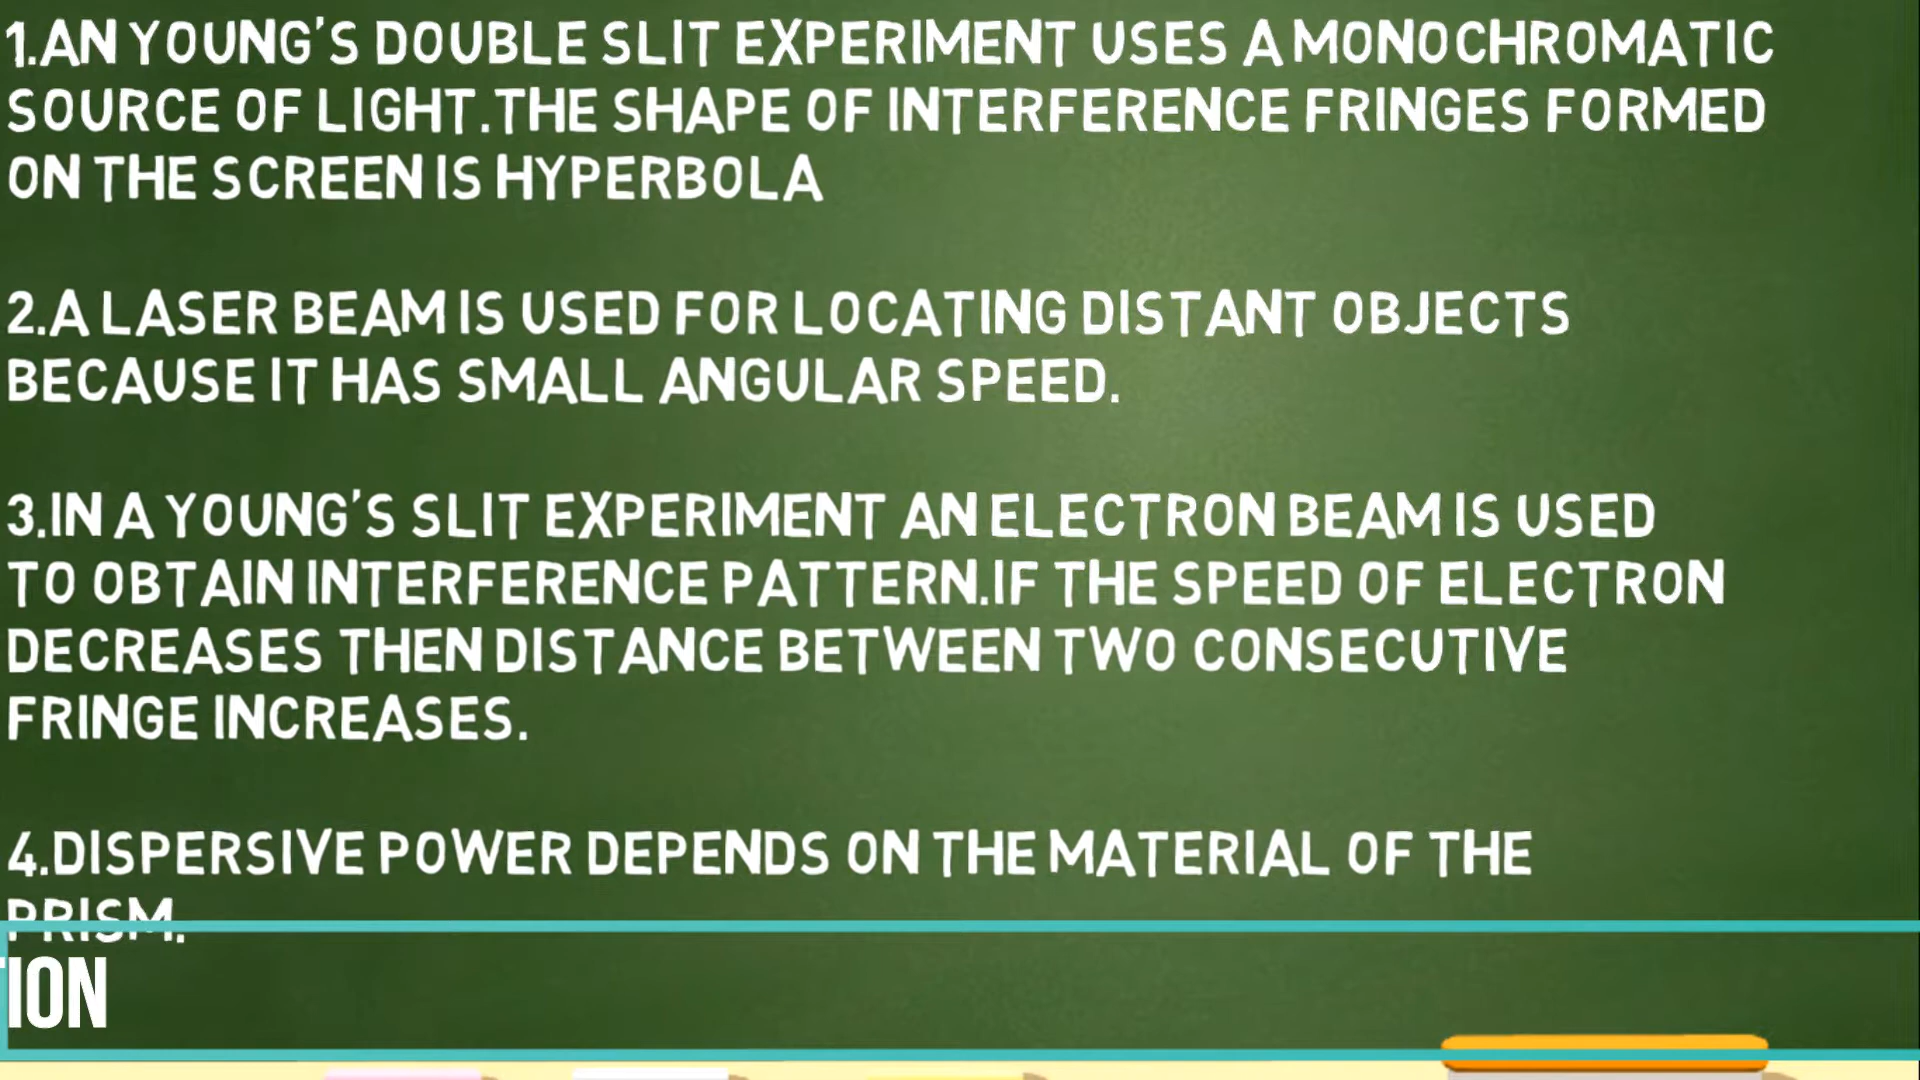 1.AN YOUNG'S DOUBLE SLIT EXPERIMENT USES A MONOCHROMATIC
SOURCE OF LIGHT.THE SHAPE OF INTERFERENCE FRINGES FORMED
ON THE SCREEN IS HYPERBOLA
2.A LASER BEAM IS USED FOR LOCATING DISTANT OBJECTS
BECAUSE IT HAS SMALL ANGULAR SPEED.
3.IN A YOUNG'S SLIT EXPERIMENT AN ELECTRON BEAM IS USED
TO OBTAIN INTERFERENCE PATTERN.IF THE SPEED OF ELECTRON
DECREASES THEN DISTANCE BETWEEN TWO CONSECUTIVE
FRINGE INCREASES.
4.DISPERSIVE POWER DEPENDS ON THE MATERIAL OF THE
PRISM.
TION